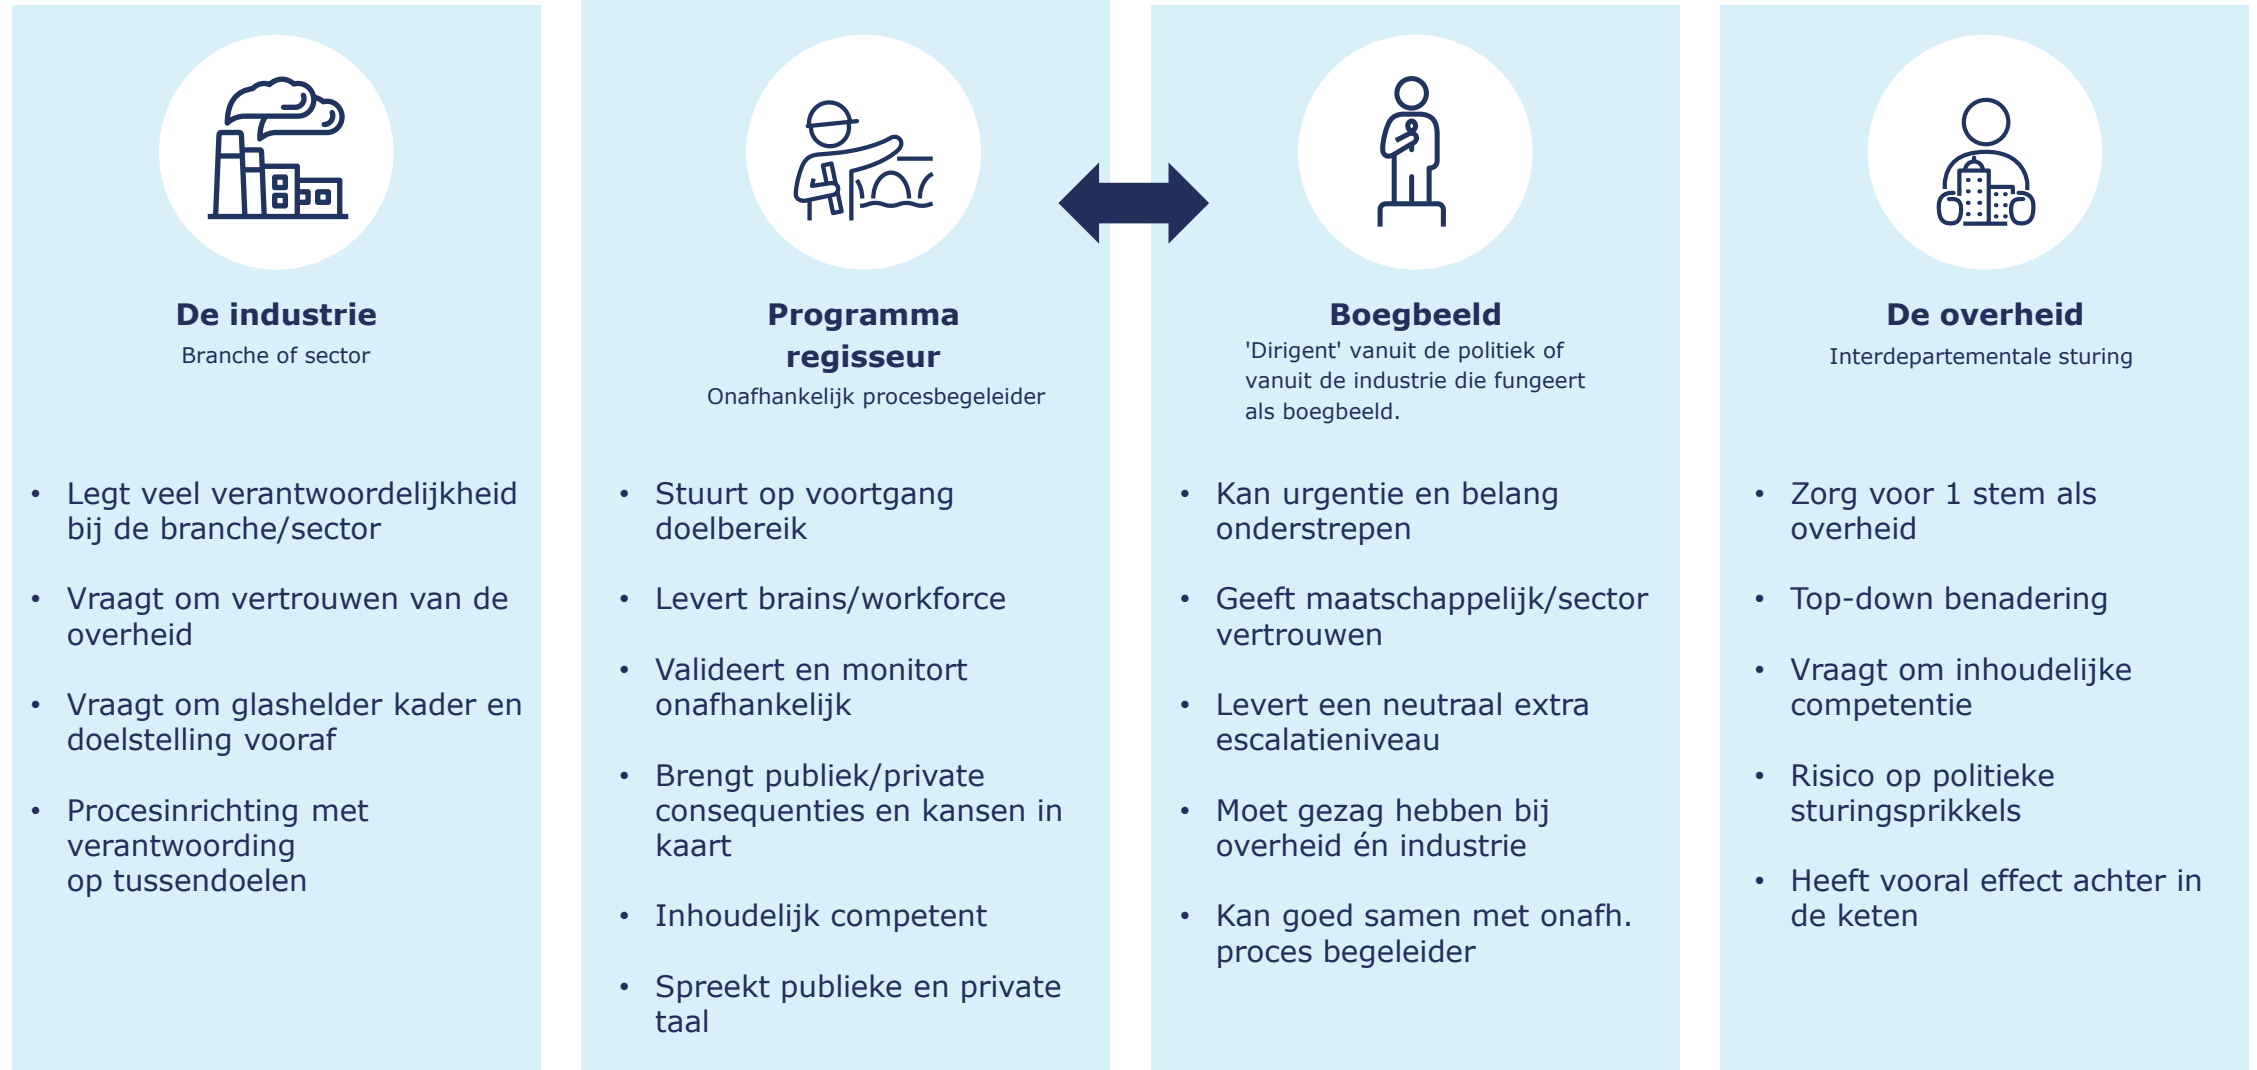 De industrie
Branche of sector
• Legt veel verantwoordelijkheid
bij de branche/sector
• Vraagt om vertrouwen van de
overheid
• Vraagt om glashelder kader en
doelstelling vooraf
• Procesinrichting met
verantwoording
op tussendoelen
Programma
regisseur
Onafhankelijk procesbegeleider
• Stuurt op voortgang
doelbereik
• Levert brains/workforce
• Valideert en monitort
onafhankelijk
• Brengt publiek/private
consequenties en kansen in
kaart
• Inhoudelijk competent
• Spreekt publieke en private
taal
Boegbeeld
'Dirigent' vanuit de politiek of
vanuit de industrie die fungeert
als boegbeeld.
• Kan urgentie en belang
onderstrepen
• Geeft maatschappelijk/sector
vertrouwen
• Levert een neutraal extra
escalatieniveau
• Moet gezag hebben bij
overheid én industrie
• Kan goed samen met onafh.
proces begeleider
De overheid
Interdepartementale sturing
• Zorg voor 1 stem als
overheid
• Top-down benadering
• Vraagt om inhoudelijke
competentie
• Risico op politieke
sturingsprikkels
• Heeft vooral effect achter in
de keten